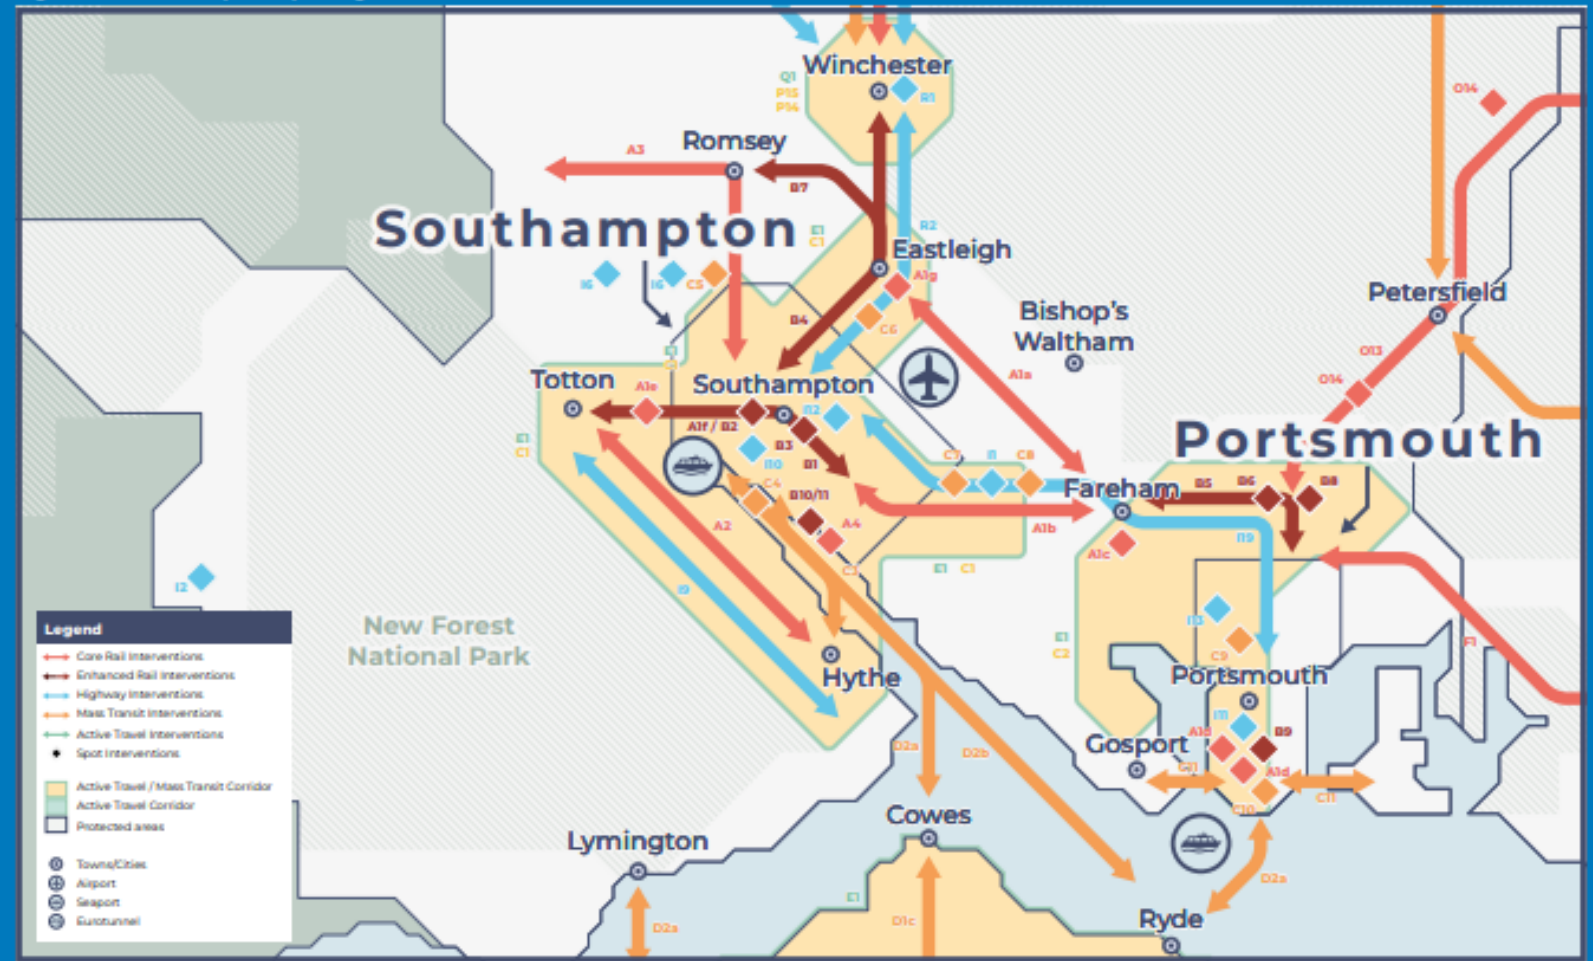 Winchester
Q1
P15
P14
R1
O14
Romsey
A3
B7
Southampton
E1
C1
R2
Eastleigh
I6
I6
C5
A1g
Petersfield
Bishop's
Waltham
B4
C6
E1
O13
A1a
O14
Totton
A1e
Southampton
I12
Portsmouth
A1f / B2
B3
E1
C1
I10
B1
C7
I1
C8
Fareham
B5
B6
B8
C4
B10/11
A2
A4
A1b
I19
A1c
C3
E1
C1
I2
I9
I13
E1
C2
C9
F1
New Forest
National Park
Hythe
Portsmouth
I11
A1d
B9
Gosport
D2a
D2b
C11
A1d
C10
C11
Cowes
Lymington
D2a
E1
D2a
D1c
Ryde
Legend
Core Rail Interventions
Enhanced Rail Interventions
Highway Interventions
Mass Transit Interventions
Active Travel Interventions
Spot Interventions
Active Travel / Mass Transit Corridor
Active Travel Corridor
Protected areas
Towns/Cities
Airport
Seaport
Eurotunnel